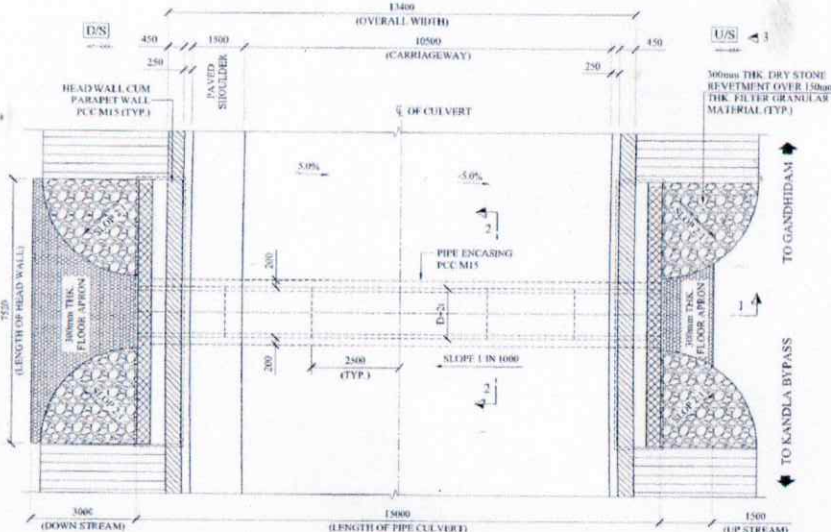 13400
(OVERALL WIDTH)
D/S
U/S
3
450
1500
10500
(CARRIAGEWAY)
450
250
250
PAVED
SHOULDER
HEAD WALL CUM
PARAPET WALL
PCC M15 (TYP.)
300mm THK. DRY STONE
REVETMENT OVER 150mm
THK. FILTER GRANULAR
MATERIAL (TYP.)
℄ OF CULVERT
5.0%
-5.0%
2
PIPE ENCASING
PCC M15
200
200
2500
(TYP.)
SLOPE 1 IN 1000
2
1
7520
(LENGTH OF HEAD WALL)
300mm THK.
FLOOR APRON
300mm THK.
FLOOR APRON
TO GANDHIDAM
TO KANDLA BYPASS
3000
(DOWN STREAM)
15000
(LENGTH OF PIPE CULVERT)
1500
(UP STREAM)